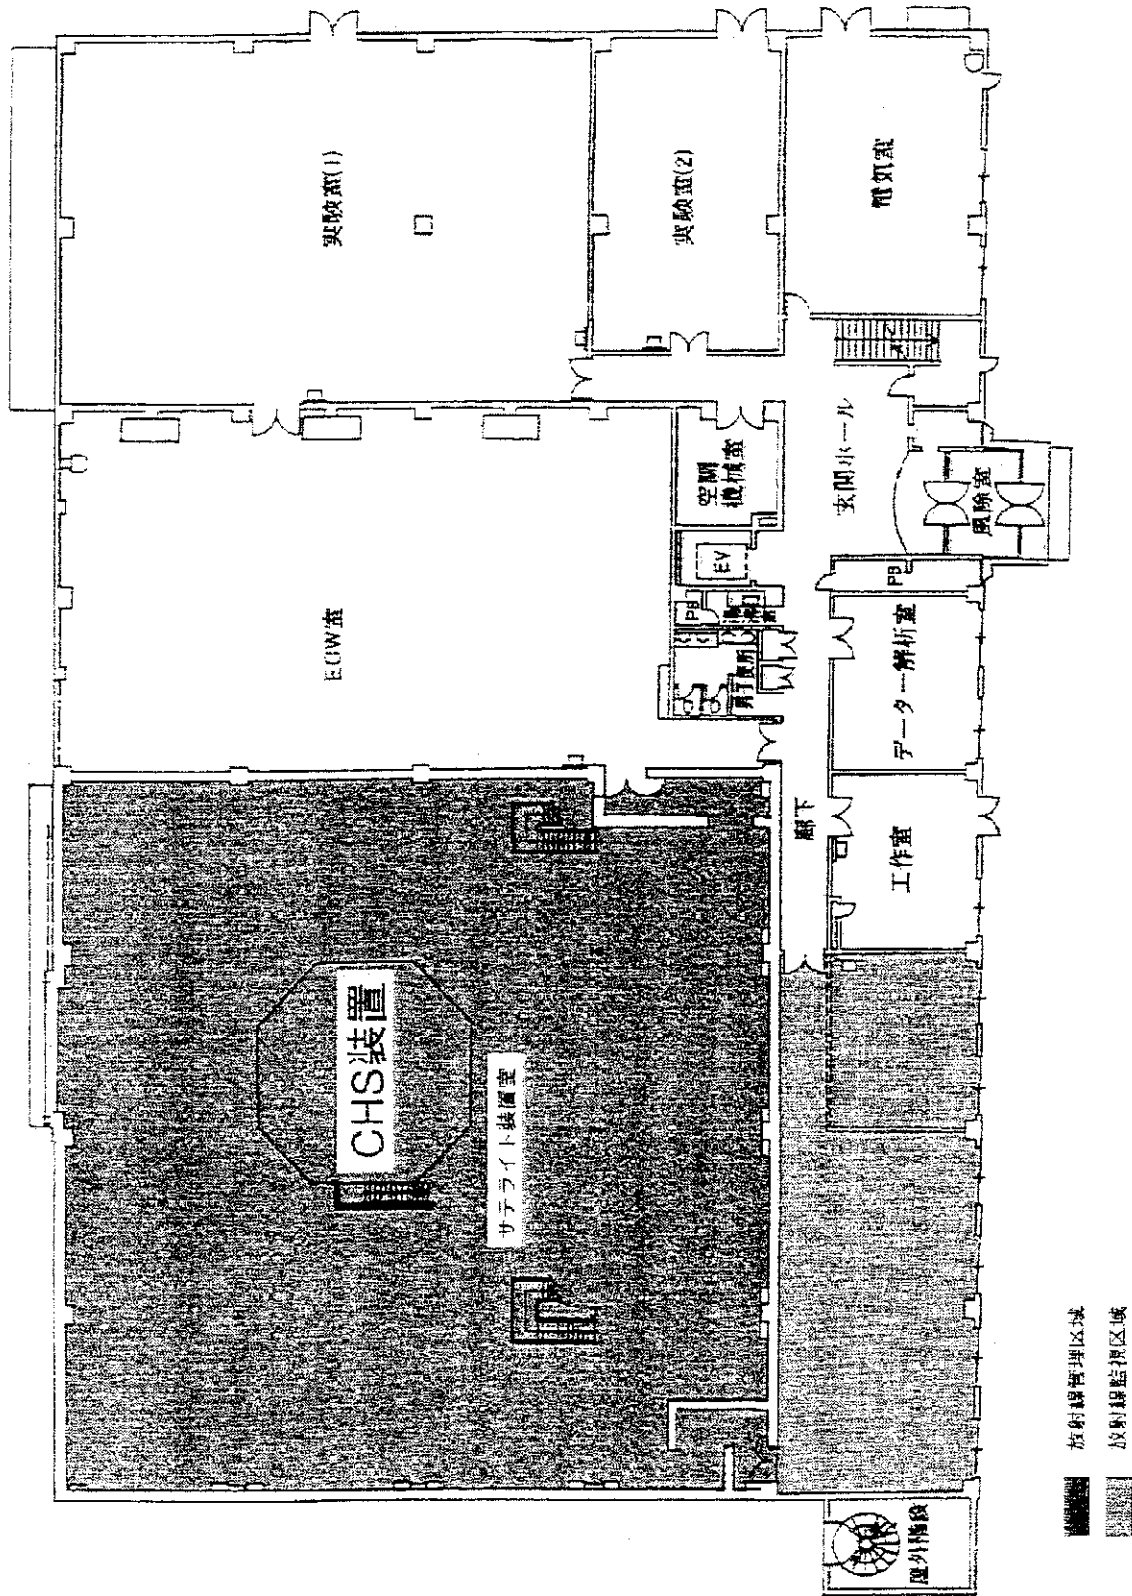 実験室(1)
実験室(2)
電気室
ECW室
空調
機械室
玄関ホール
風除室
EV
PS
男子便所
PS
データー解析室
廊下
工作室
CHS装置
サテライト装置室
屋外階段
放射線管理区域
放射線監視区域